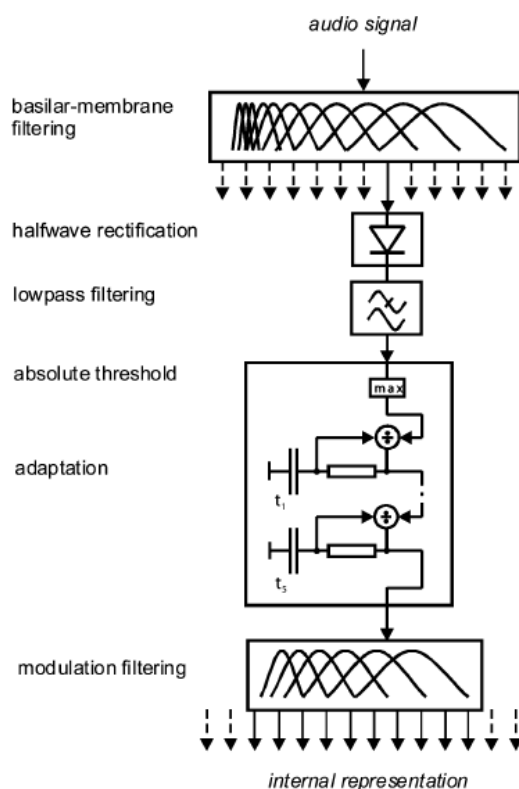 audio signal
basilar-membrane
filtering
halfwave rectification
lowpass filtering
absolute threshold
max
÷
adaptation
t₁
÷
t₅
modulation filtering
internal representation